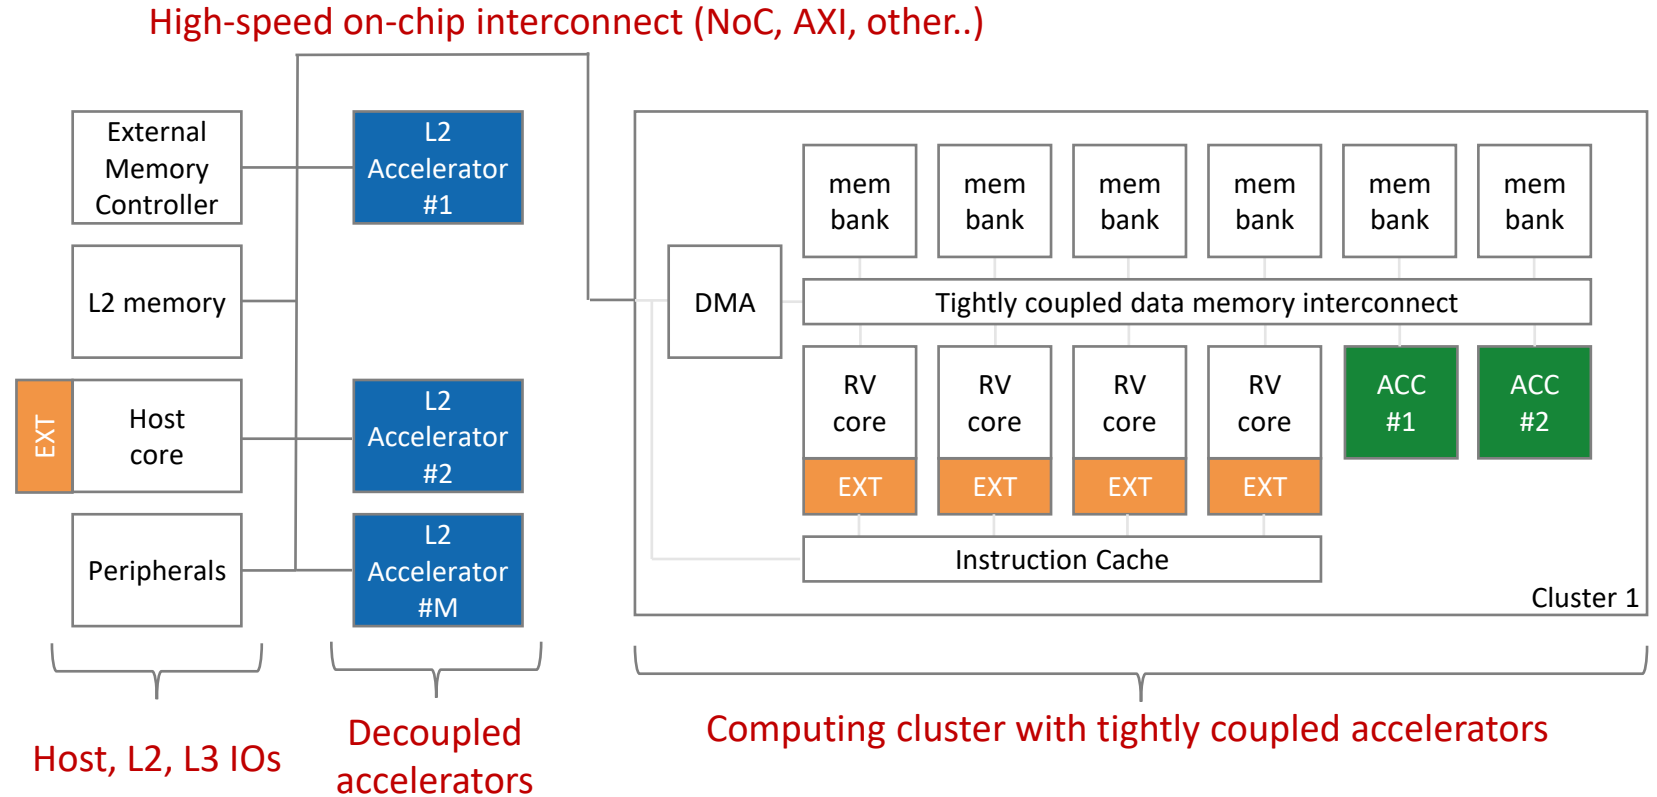 High-speed on-chip interconnect (NoC, AXI, other..)
External
Memory
Controller
L2 memory
EXT
Host
core
Peripherals
L2
Accelerator
#1
L2
Accelerator
#2
L2
Accelerator
#M
mem
bank
mem
bank
mem
bank
mem
bank
mem
bank
mem
bank
DMA
Tightly coupled data memory interconnect
RV
core
RV
core
RV
core
RV
core
ACC
#1
ACC
#2
EXT
EXT
EXT
EXT
Instruction Cache
Cluster 1
Host, L2, L3 IOs
Decoupled
accelerators
Computing cluster with tightly coupled accelerators